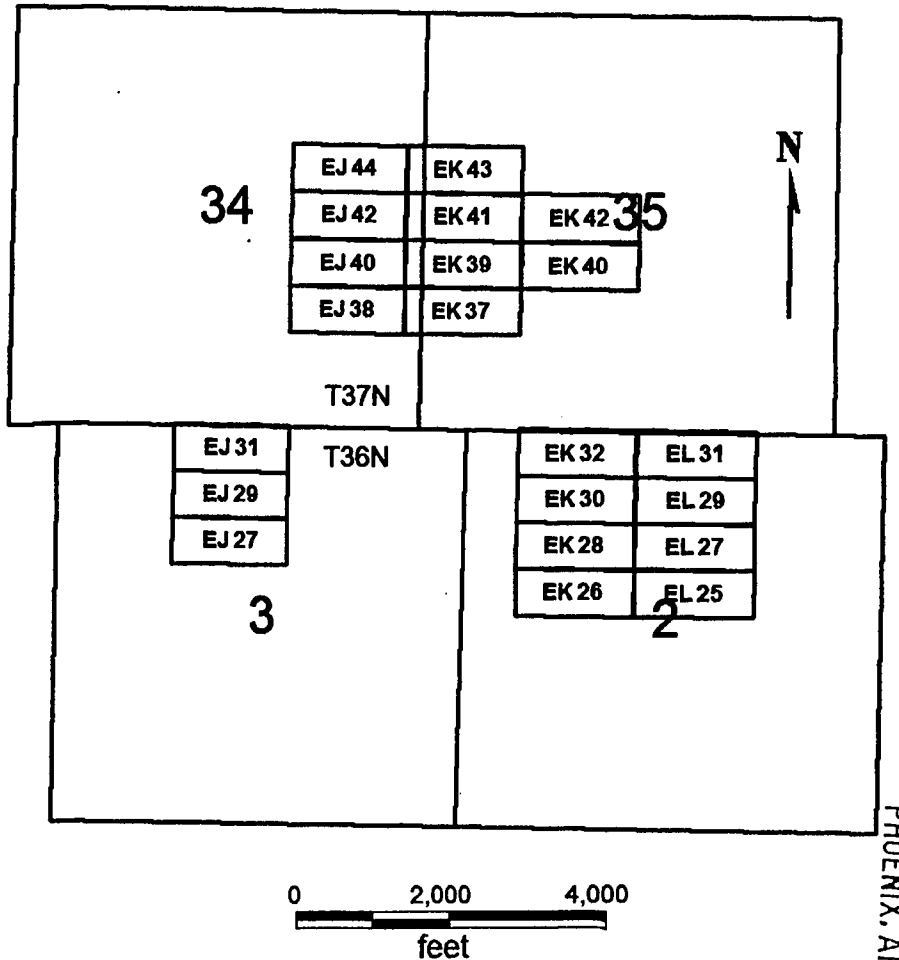 N
EJ 44 EK 43
34 EJ 42 EK 41 EK 42 35
EJ 40 EK 39 EK 40
EJ 38 EK 37
T37N
T36N
EJ 31 EK 32 EL 31
EJ 29 EK 30 EL 29
EJ 27 EK 28 EL 27
EK 26 EL 25
3 2
0 2,000 4,000
feet
PHOENIX, A